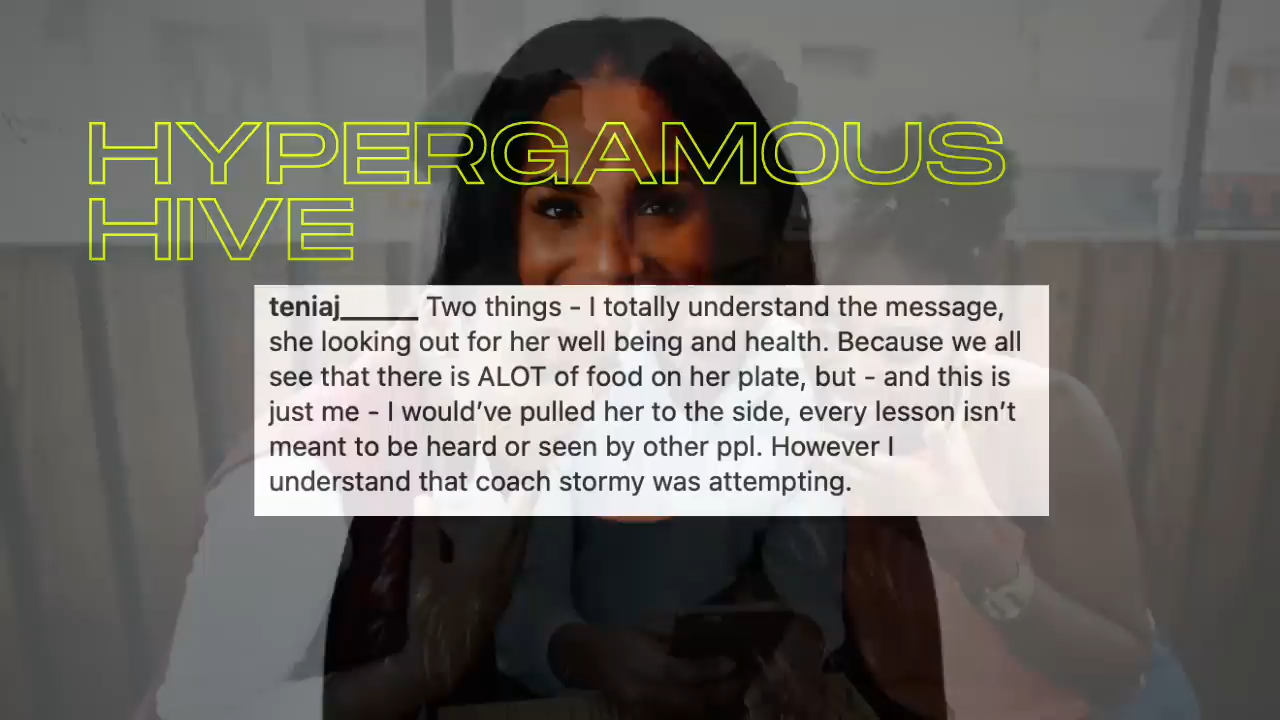 HYPERGAMOUS
HIVE
teniaj_____ Two things - I totally understand the message,
she looking out for her well being and health. Because we all
see that there is ALOT of food on her plate, but - and this is
just me - I would’ve pulled her to the side, every lesson isn’t
meant to be heard or seen by other ppl. However I
understand that coach stormy was attempting.